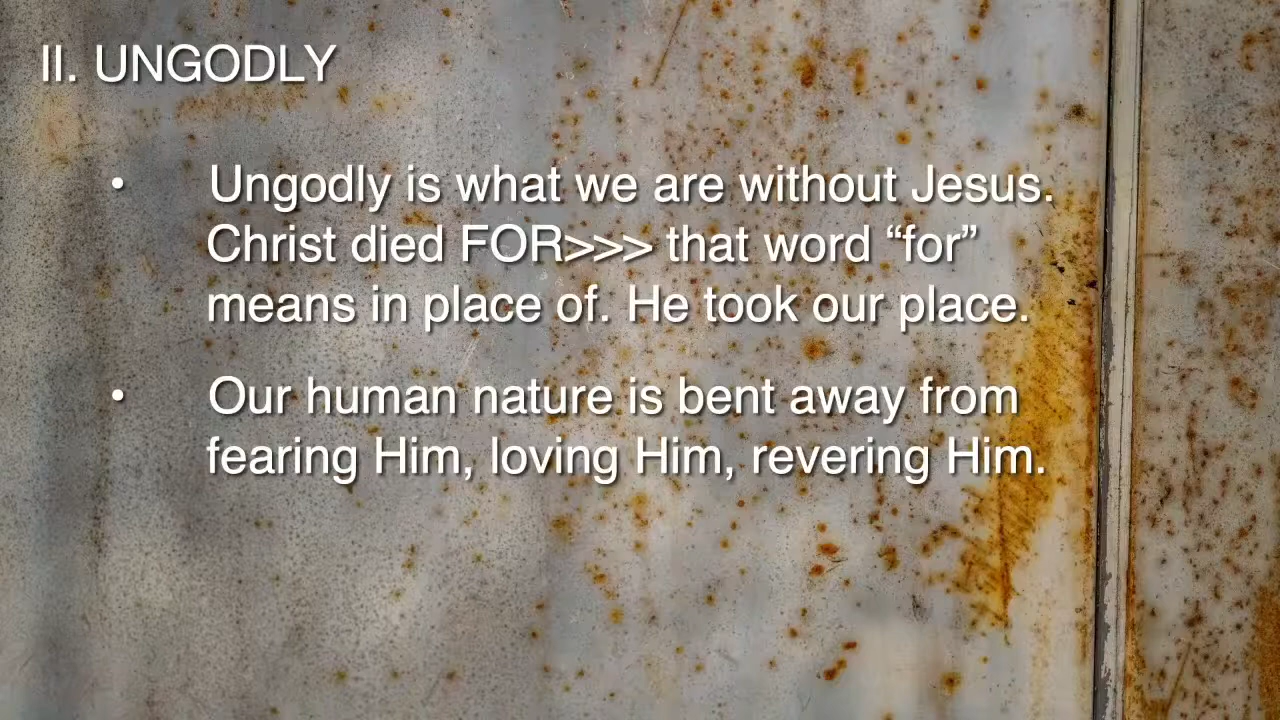 II. UNGODLY
• Ungodly is what we are without Jesus.
Christ died FOR>>> that word “for”
means in place of. He took our place.
• Our human nature is bent away from
fearing Him, loving Him, revering Him.